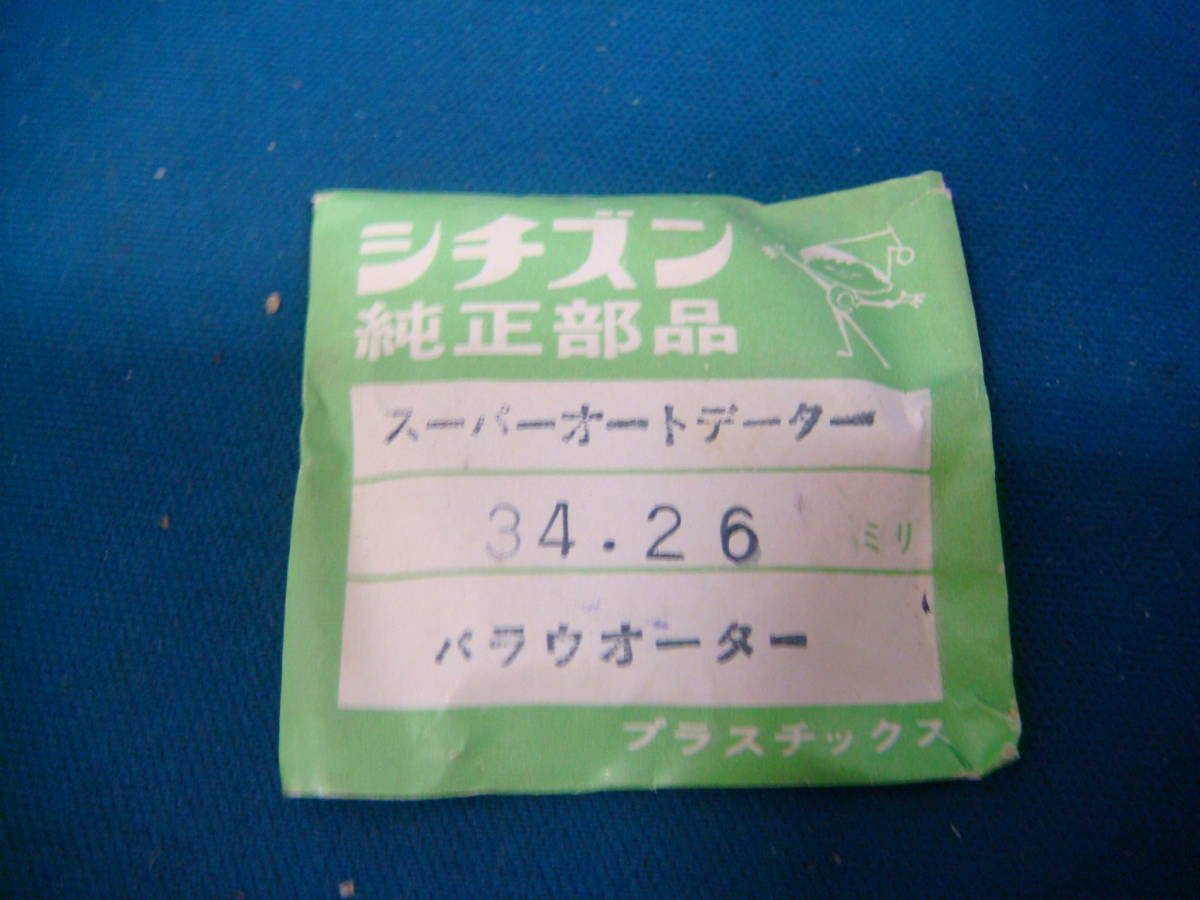 シチズン
純正部品
スーパーオートデーター
34.26 ミリ
パラウオーター
プラスチックス